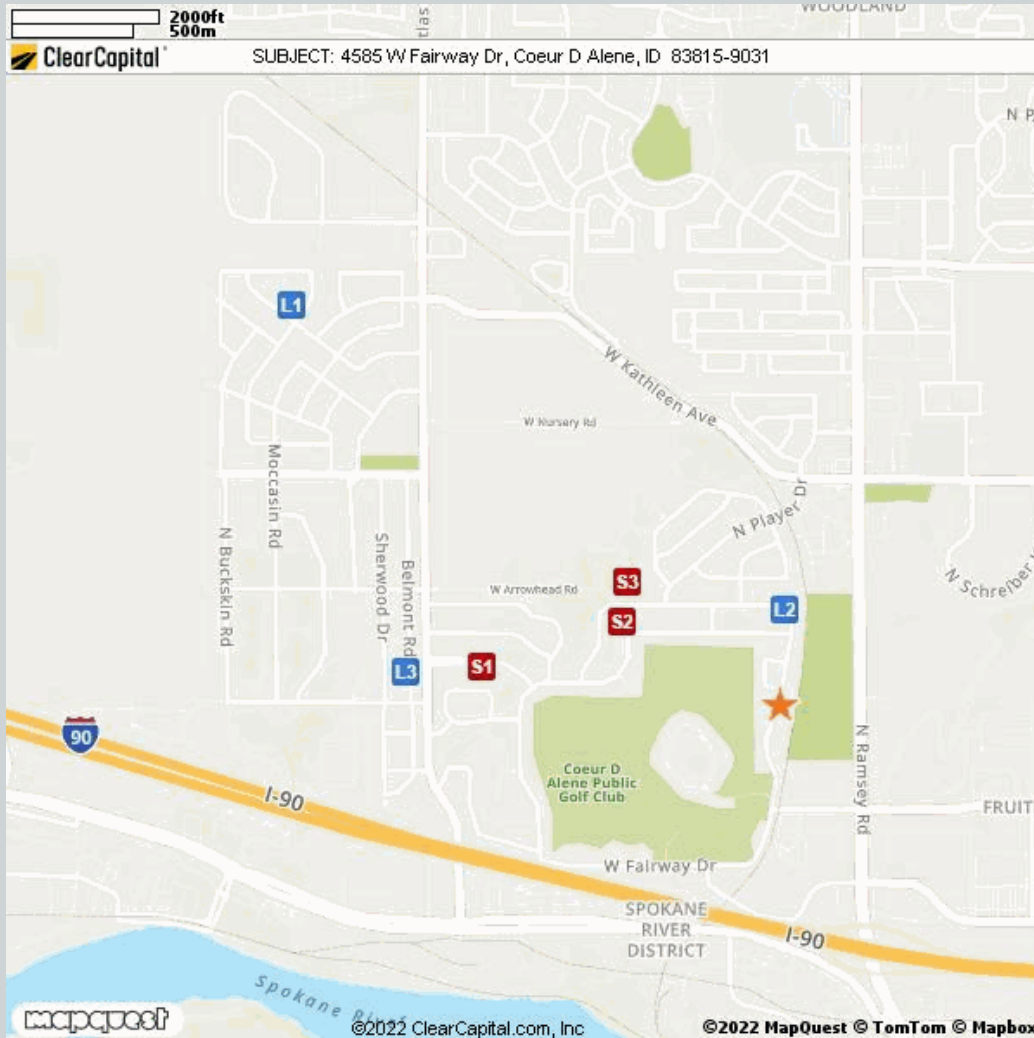 2000ft
500m
tlas
WOODLAND
ClearCapital
SUBJECT: 4585 W Fairway Dr, Coeur D Alene, ID 83815-9031
N P
L1
W Kathleen Ave
W Nursery Rd
Moccasin Rd
N Player Dr
N Buckskin Rd
Sherwood Dr
Belmont Rd
W Arrowhead Rd
N Schreiber
S3
L2
S2
S1
L3
90
I-90
Coeur D
Alene Public
Golf Club
N Ramsey Rd
FRUIT
W Fairway Dr
SPOKANE
RIVER
DISTRICT
I-90
Spokane River
mapquest
©2022 ClearCapital.com, Inc
©2022 MapQuest © TomTom © Mapbox